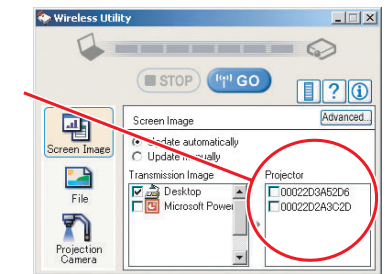 Wireless Utility
STOP
GO
Screen Image
Advanced...
Update automatically
Update manually
Screen Image
Transmission Image
Projector
Desktop
00022D3A52D6
Microsoft Power
00022D2A3C2D
File
Projection
Camera